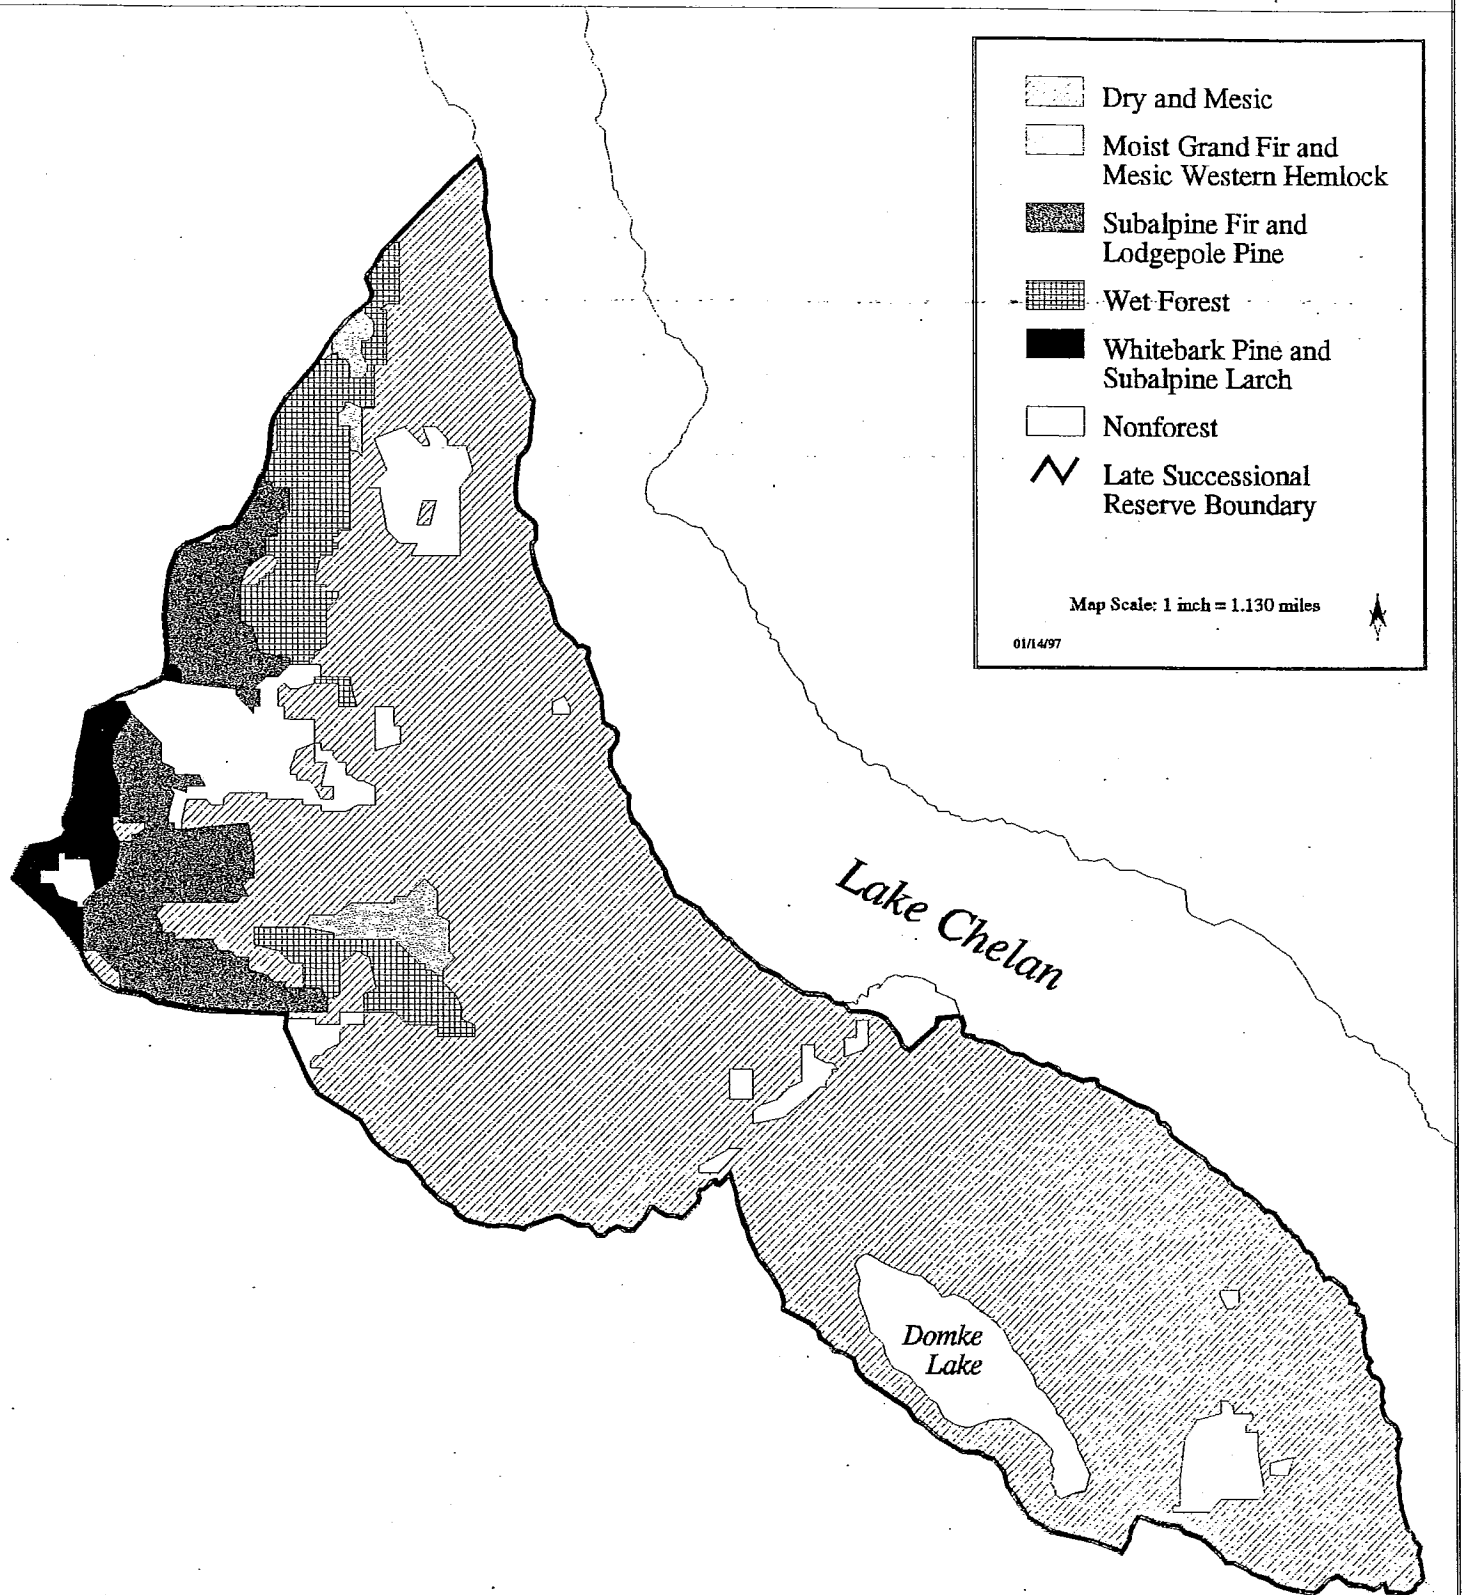 Dry and Mesic
Moist Grand Fir and
Mesic Western Hemlock
Subalpine Fir and
Lodgepole Pine
Wet Forest
Whitebark Pine and
Subalpine Larch
Nonforest
Late Successional
Reserve Boundary
Map Scale: 1 inch = 1.130 miles
01/14/97
Lake Chelan
Domke
Lake